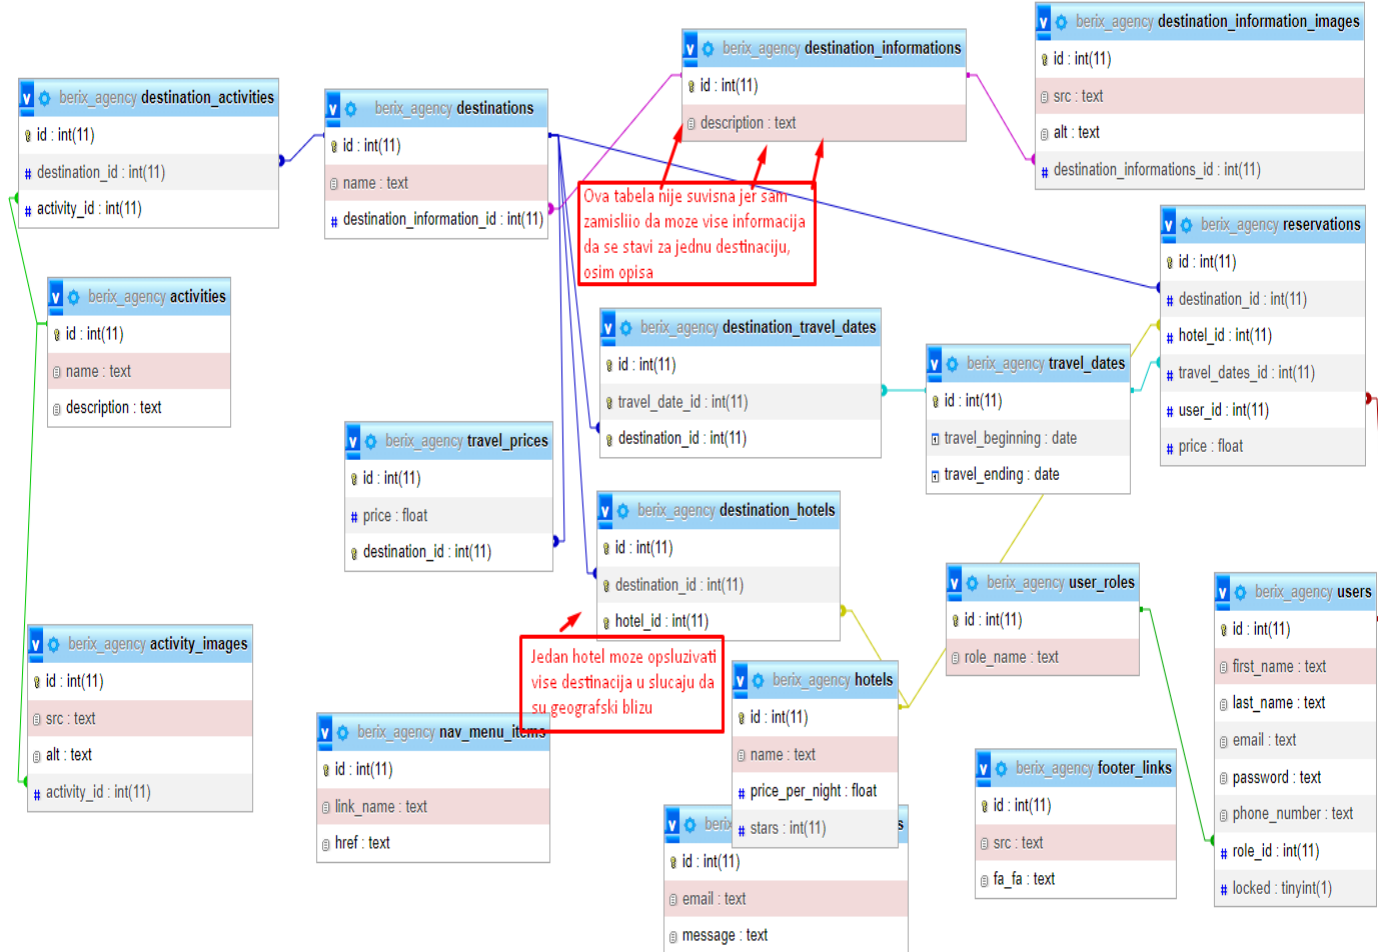 berix_agency destination_activities
id : int(11)
destination_id : int(11)
activity_id : int(11)
berix_agency destinations
id : int(11)
name : text
destination_information_id : int(11)
berix_agency destination_informations
id : int(11)
description : text
berix_agency destination_information_images
id : int(11)
src : text
alt : text
destination_informations_id : int(11)
Ova tabela nije suvisna jer sam
zamisliio da moze vise informacija
da se stavi za jednu destinaciju,
osim opisa
berix_agency reservations
id : int(11)
destination_id : int(11)
hotel_id : int(11)
travel_dates_id : int(11)
user_id : int(11)
price : float
berix_agency activities
id : int(11)
name : text
description : text
berix_agency destination_travel_dates
id : int(11)
travel_date_id : int(11)
destination_id : int(11)
berix_agency travel_dates
id : int(11)
travel_beginning : date
travel_ending : date
berix_agency travel_prices
id : int(11)
price : float
destination_id : int(11)
berix_agency destination_hotels
id : int(11)
destination_id : int(11)
hotel_id : int(11)
Jedan hotel moze opsluzivati
vise destinacija u slucaju da
su geografski blizu
berix_agency user_roles
id : int(11)
role_name : text
berix_agency users
id : int(11)
first_name : text
last_name : text
email : text
password : text
phone_number : text
role_id : int(11)
locked : tinyint(1)
berix_agency activity_images
id : int(11)
src : text
alt : text
activity_id : int(11)
berix_agency nav_menu_items
id : int(11)
link_name : text
href : text
berix_agency hotels
id : int(11)
name : text
price_per_night : float
stars : int(11)
berix_agency footer_links
id : int(11)
src : text
fa_fa : text
id : int(11)
email : text
message : text